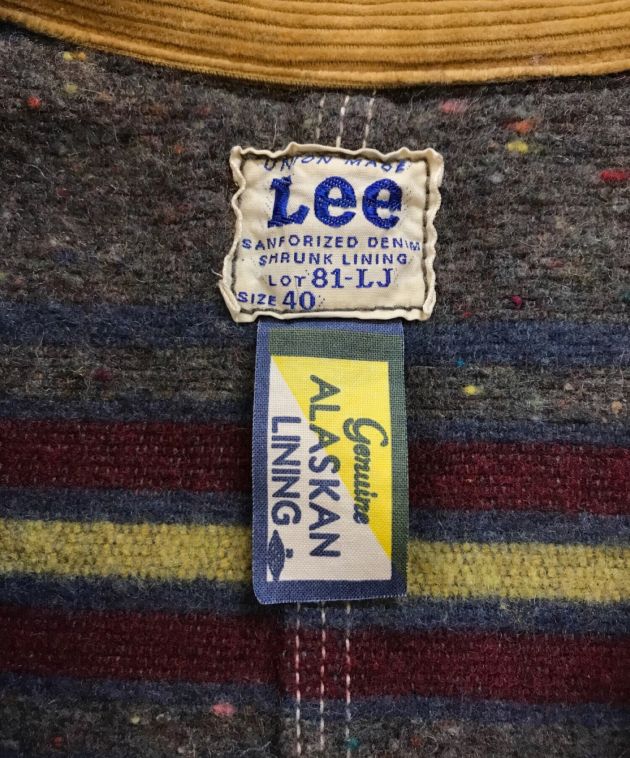 UNION MADE
Lee
SANFORIZED DENIM
SHRUNK LINING
LOT 81-LJ
SIZE 40
Genuine
ALASKAN
LINING